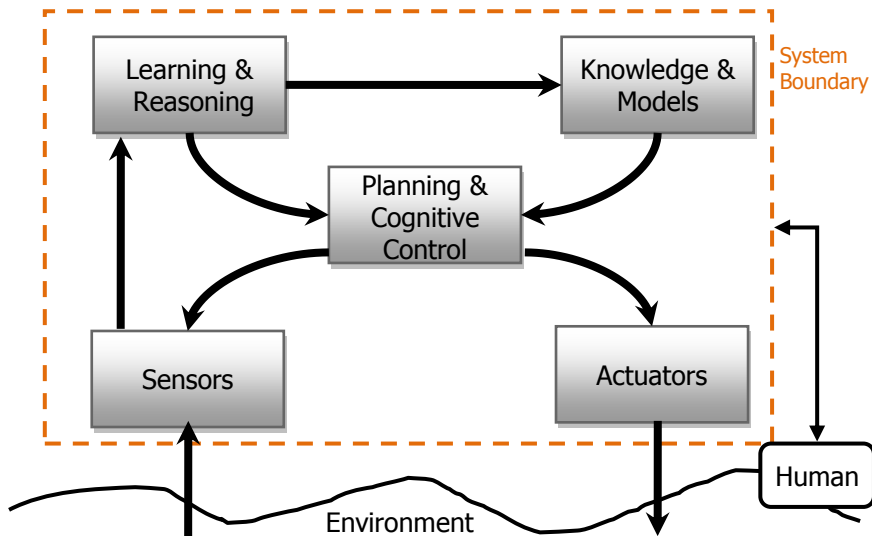 Learning &
Reasoning
Knowledge &
Models
System
Boundary
Planning &
Cognitive
Control
Sensors
Actuators
Human
Environment